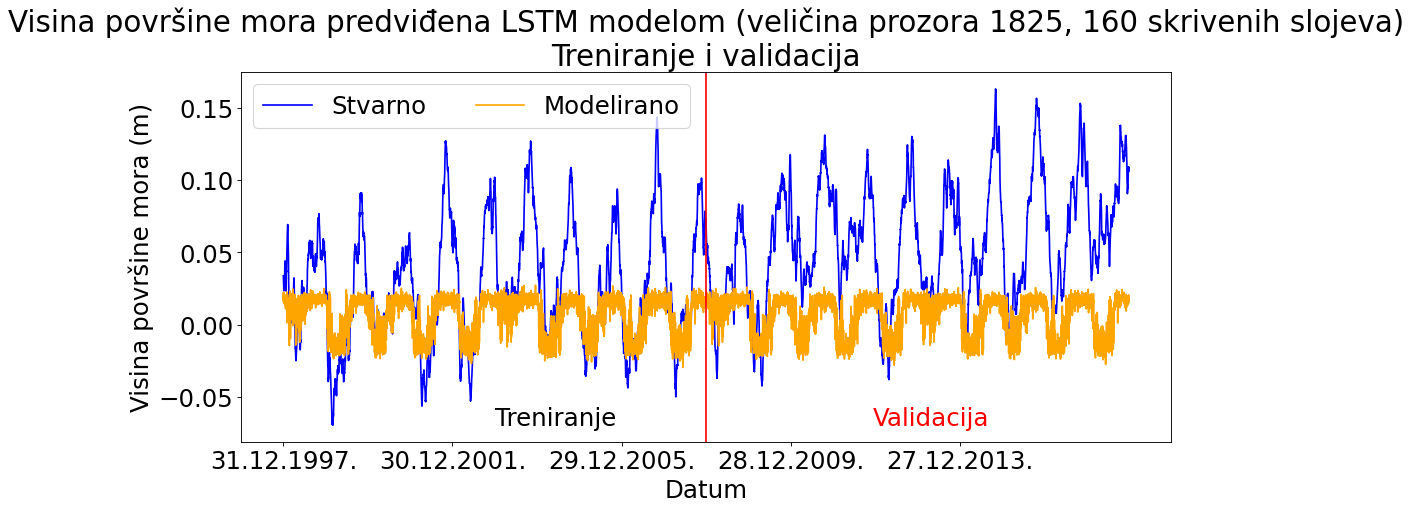 Visina površine mora predviđena LSTM modelom (veličina prozora 1825, 160 skrivenih slojeva)
Treniranje i validacija
Stvarno Modelirano
Visina površine mora (m)
0.15
0.10
0.05
0.00
−0.05
Treniranje Validacija
31.12.1997. 30.12.2001. 29.12.2005. 28.12.2009. 27.12.2013.
Datum